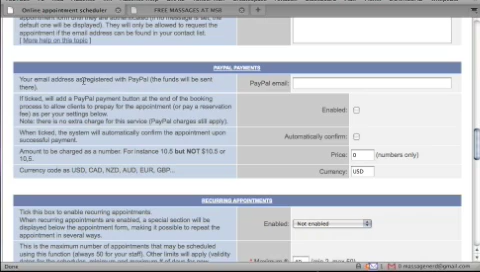 Online appointment scheduler
FREE MASSAGES AT MSR
default one will be displayed). They will only be allowed to request
the appointment if the email address can be found in your contact list.
[ More help on this topic ]
PAYPAL PAYMENTS
Your email address as registered with PayPal (the funds will be sent
there).
PayPal email:
If ticked, will add a PayPal payment button at the end of the booking
process to allow clients to prepay for the appointment (or pay a reservation
fee) as per your settings below.
Note: there is no extra charge for this service (PayPal charges still apply).
Enabled:
When ticked, the system will automatically confirm the appointment upon
successful payment.
Automatically confirm:
Amount to be charged as a number. For instance 10.5 but NOT $10.5 or
10,5.
Price: 0 (numbers only)
Currency code as USD, CAD, NZD, AUD, EUR, GBP...
Currency: USD
RECURRING APPOINTMENTS
Tick this box to enable recurring appointments.
When recurring appointments are enabled, a special section will be
displayed below the appointment form, making it possible to repeat the
appointment in several ways.
Enabled: Not enabled
This is the maximum number of appointments that may be scheduled
using the function (always 60 for your staff). Other limits will apply (validity
Done